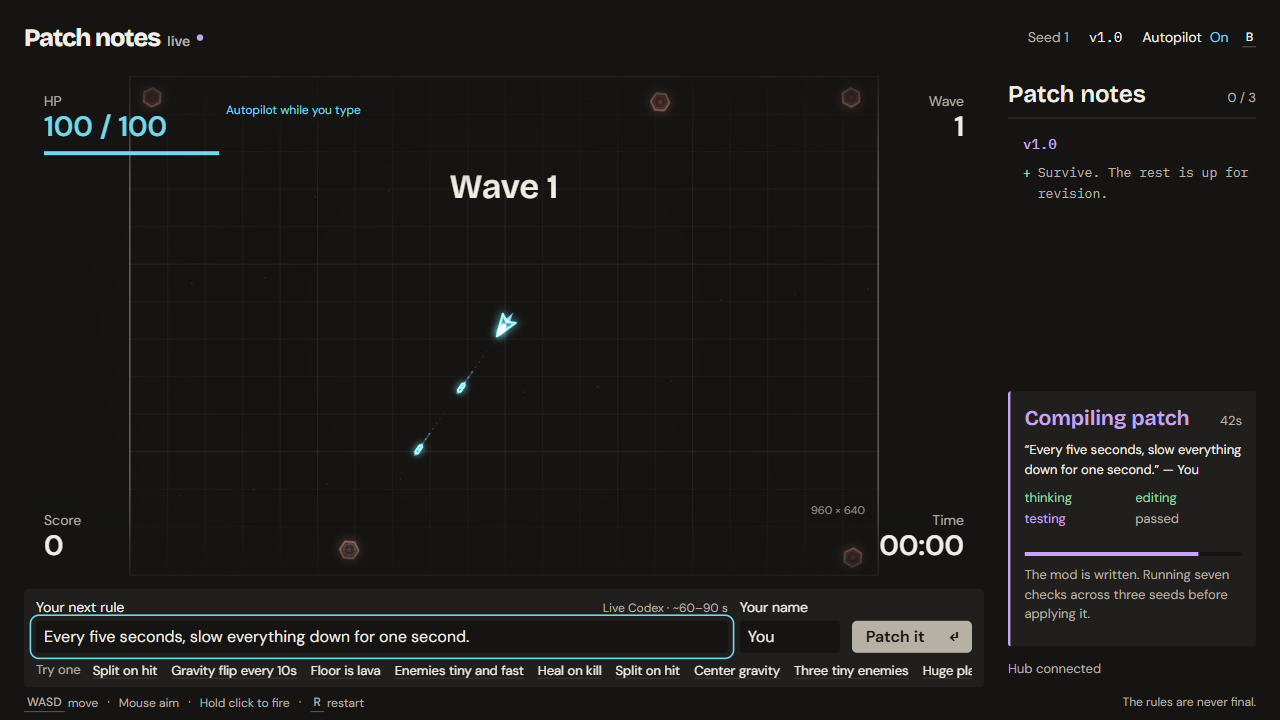 Patch notes live
Seed 1 v1.0 Autopilot On B
HP
100 / 100
Autopilot while you type
Wave
1
Wave 1
960 × 640
Score
0
Time
00:00
Patch notes 0 / 3
v1.0
+ Survive. The rest is up for
revision.
Compiling patch 42s
“Every five seconds, slow everything
down for one second.” — You
thinking editing
testing passed
The mod is written. Running seven
checks across three seeds before
applying it.
Hub connected
Your next rule Live Codex · ~60–90 s Your name
Every five seconds, slow everything down for one second. You Patch it ↵
Try one Split on hit Gravity flip every 10s Floor is lava Enemies tiny and fast Heal on kill Split on hit Center gravity Three tiny enemies Huge pla
WASD move · Mouse aim · Hold click to fire · R restart
The rules are never final.